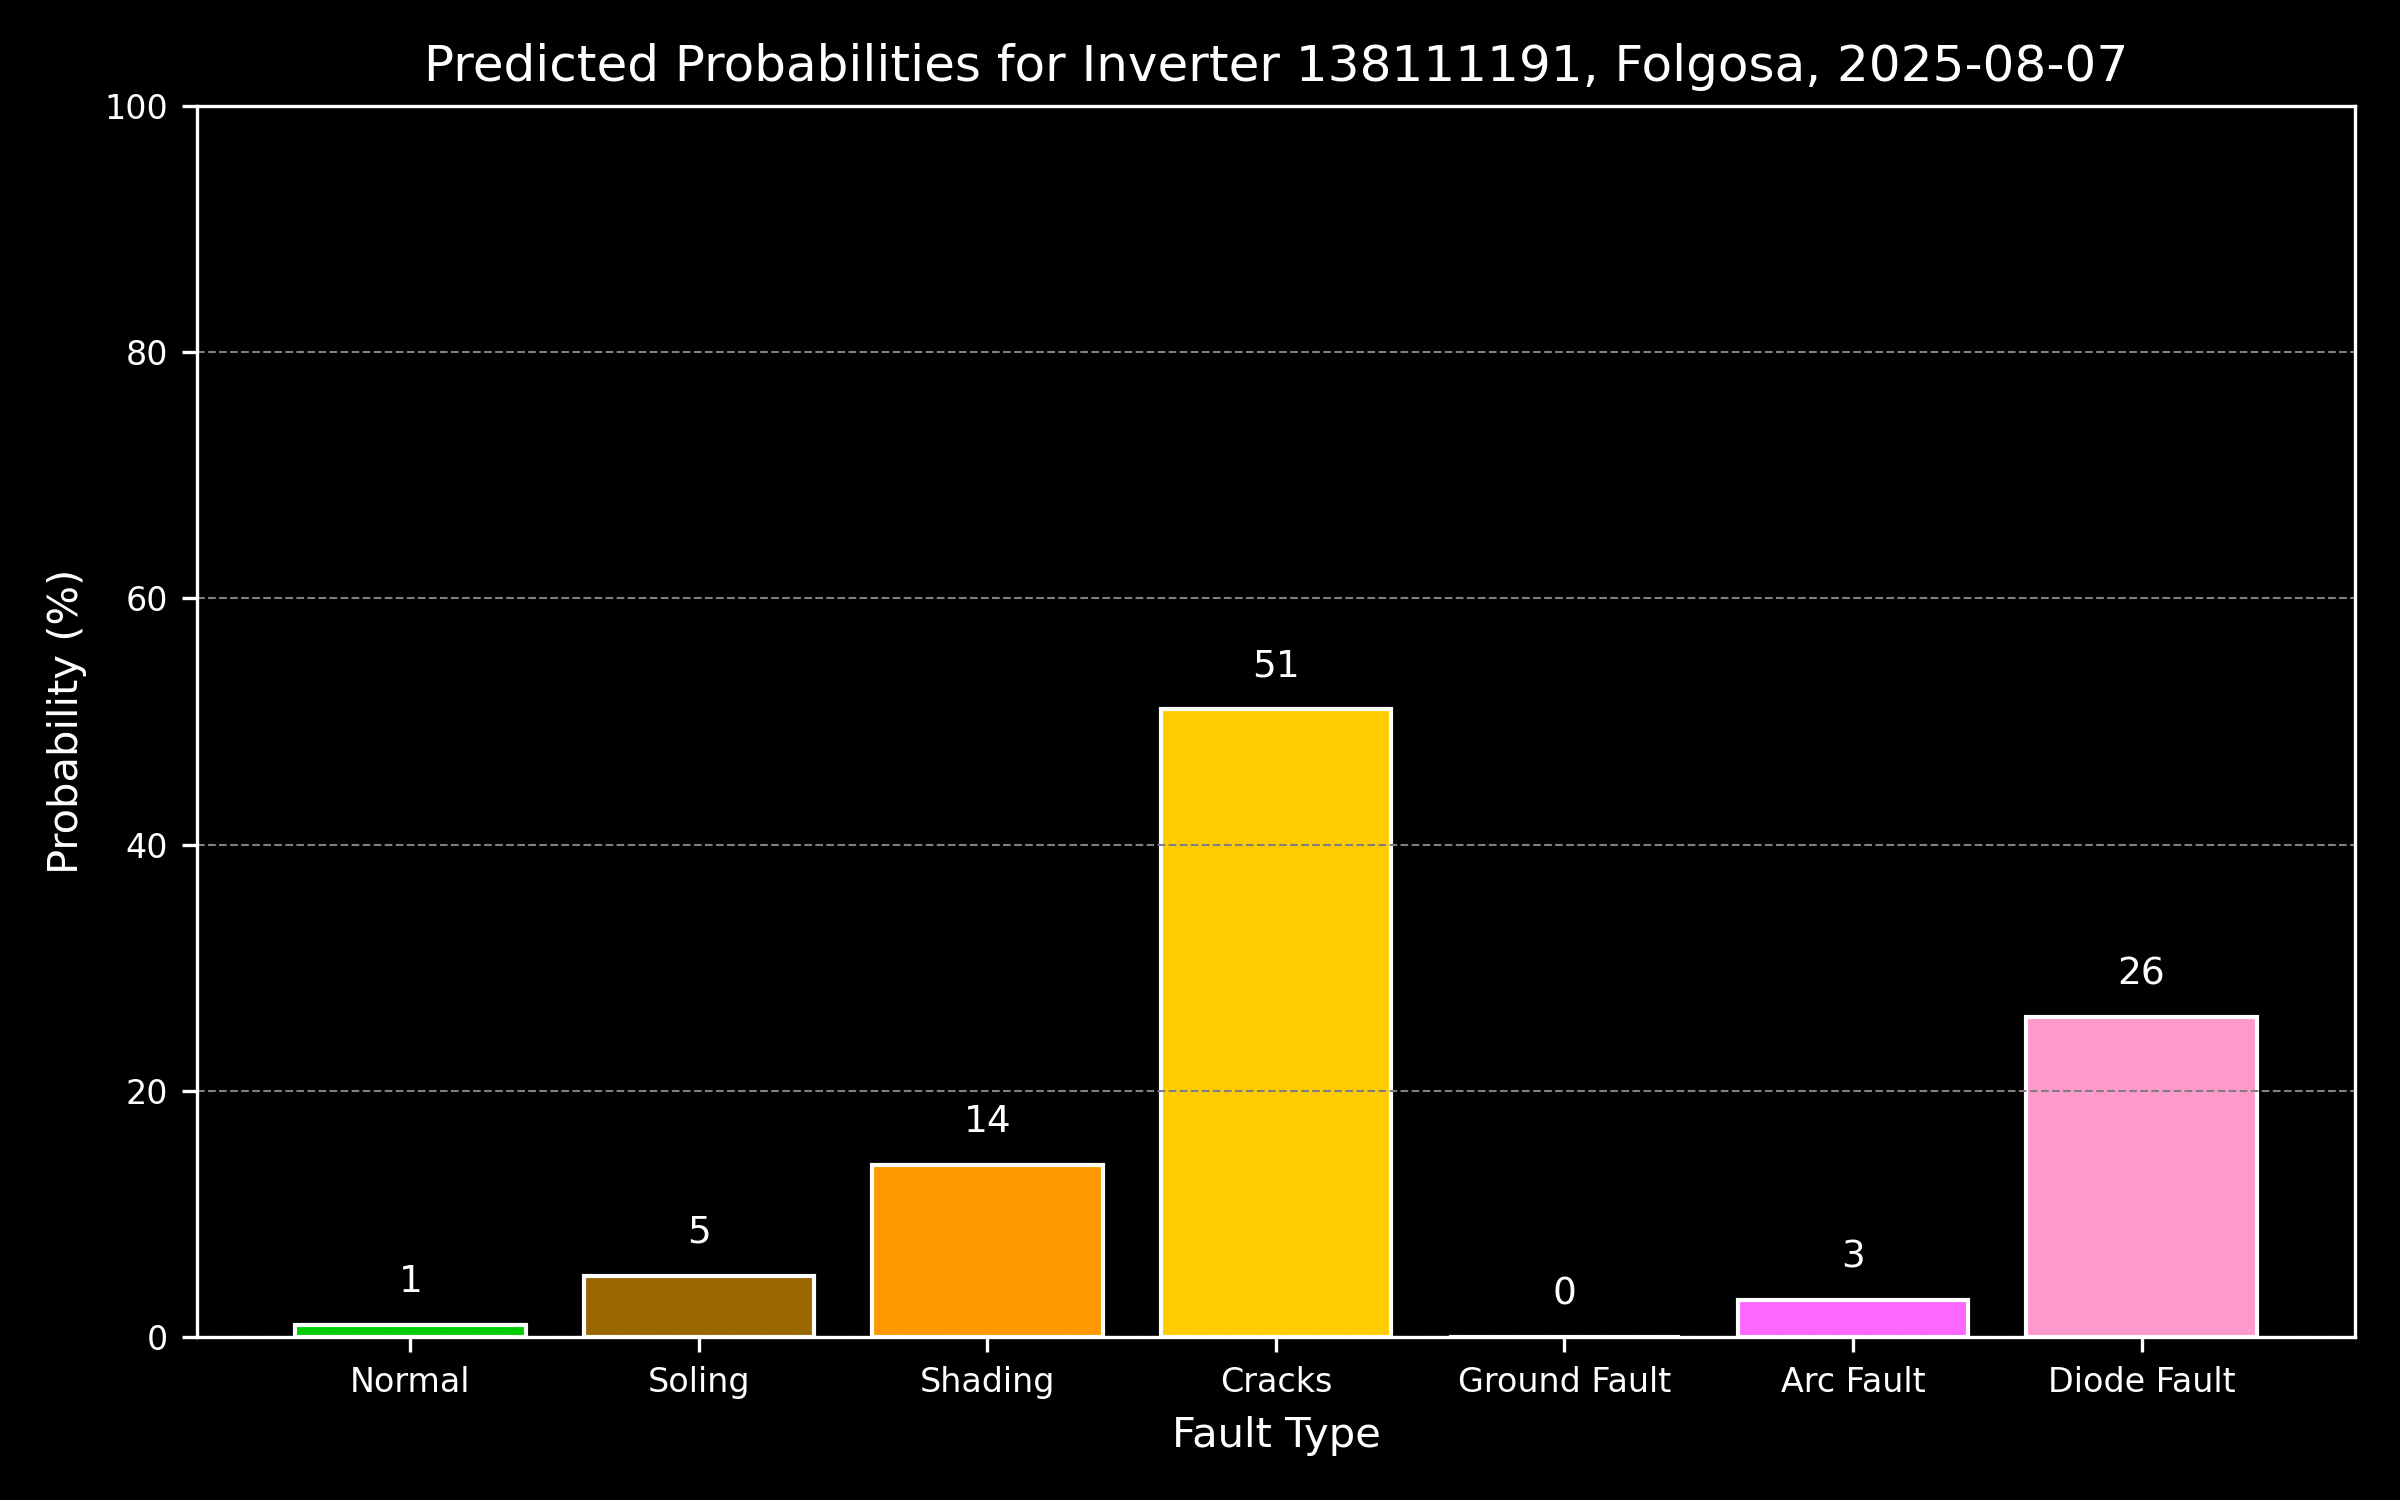 Predicted Probabilities for Inverter 138111191, Folgosa, 2025-08-07
Probability (%)
100
80
60
40
20
0
1
5
14
51
0
3
26
Normal
Soling
Shading
Cracks
Ground Fault
Arc Fault
Diode Fault
Fault Type